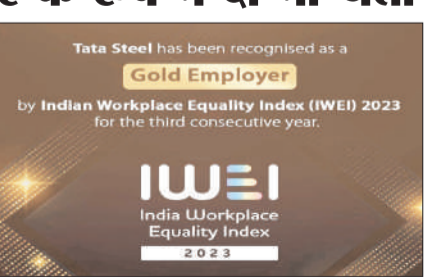 Tata Steel has been recognised as a
Gold Employer
by Indian Workplace Equality Index (IWEI) 2023
for the third consecutive year.
IWEI
India Workplace
Equality Index
2023